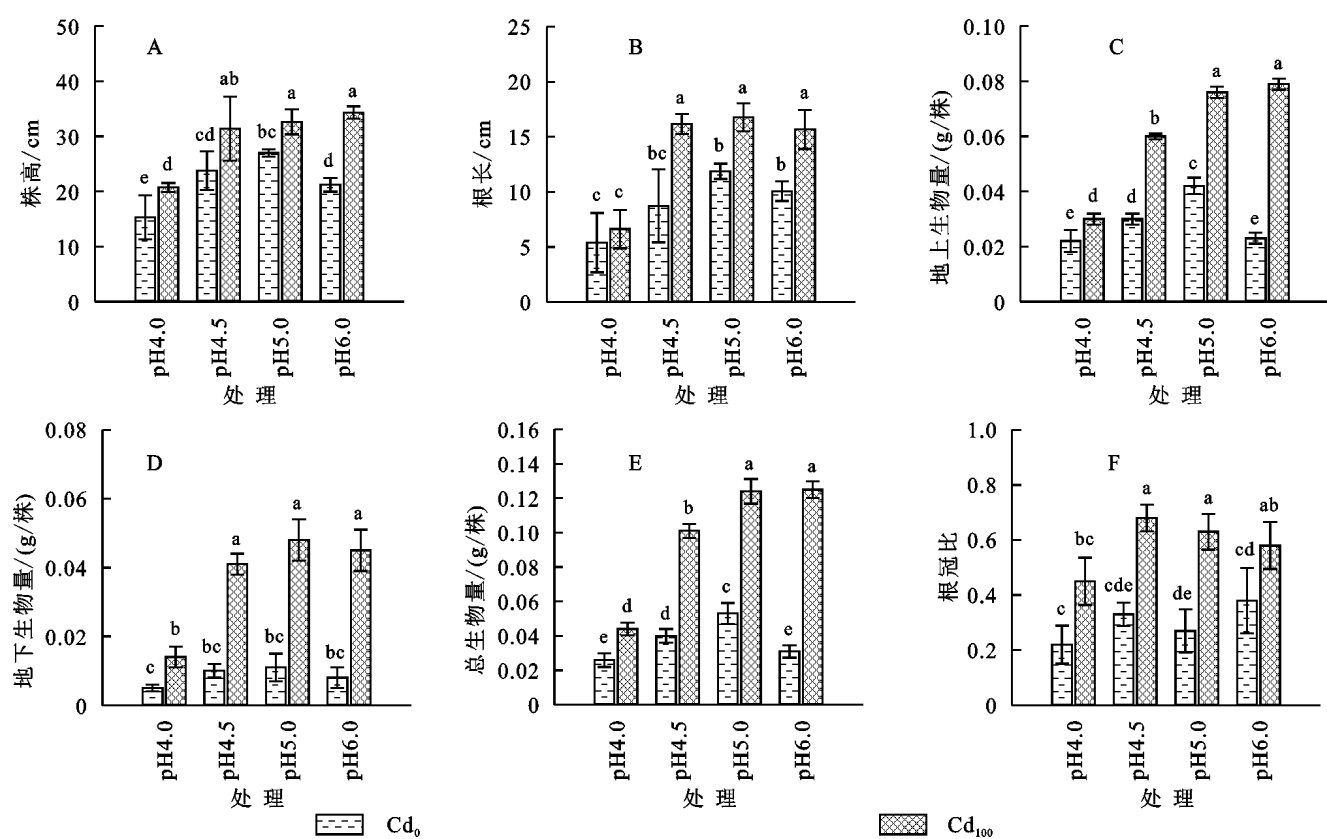 50
40
30
20
10
0
株高/cm
A
e
d
cd
ab
bc
a
d
a
pH4.0
pH4.5
pH5.0
pH6.0
处 理
25
20
15
10
5
0
根长/cm
B
c
c
bc
a
b
a
b
a
pH4.0
pH4.5
pH5.0
pH6.0
处 理
0.10
0.08
0.06
0.04
0.02
0
地上生物量/(g/株)
C
e
d
d
b
c
a
e
a
pH4.0
pH4.5
pH5.0
pH6.0
处 理
0.08
0.06
0.04
0.012
0
地下生物量/(g/株)
D
c
b
bc
a
bc
a
bc
a
pH4.0
pH4.5
pH5.0
pH6.0
处 理
0.16
0.14
0.12
0.10
0.08
0.06
0.04
0.02
0
总生物量/(g/株)
E
e
d
d
b
c
a
e
a
pH4.0
pH4.5
pH5.0
pH6.0
处 理
1.0
0.8
0.6
0.4
0.2
0
根冠比
F
c
bc
cde
a
de
a
cd
ab
pH4.0
pH4.5
pH5.0
pH6.0
处 理
Cd₀
Cd₁₀₀